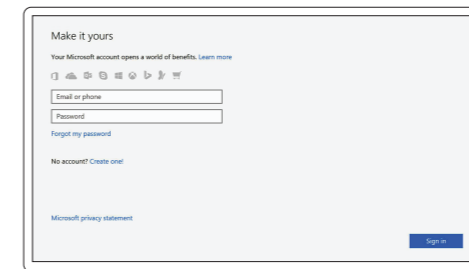 Make it yours
Your Microsoft account opens a world of benefits. Learn more
Email or phone
Password
Forgot my password
No account? Create one!
Microsoft privacy statement
Sign in